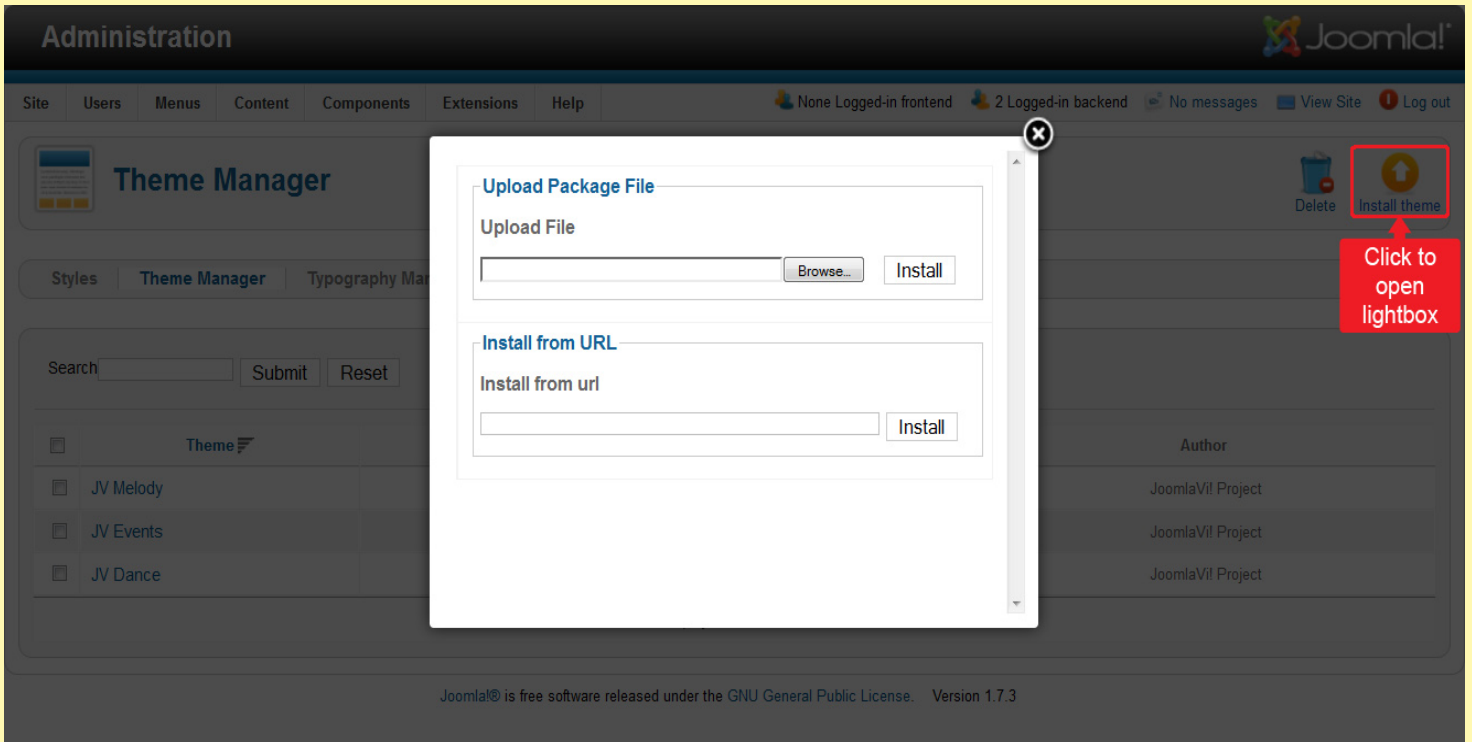 Administration
Joomla!
Site Users Menus Content Components Extensions Help None Logged-in frontend 2 Logged-in backend No messages View Site Log out
Theme Manager
Delete Install theme
Click to
open
lightbox
Styles Theme Manager Typography Mar
Upload Package File
Upload File
Browse... Install
Install from URL
Install from url
Install
Search Submit Reset
Theme Author
JV Melody JoomlaVi! Project
JV Events JoomlaVi! Project
JV Dance JoomlaVi! Project
Joomla!® is free software released under the GNU General Public License. Version 1.7.3